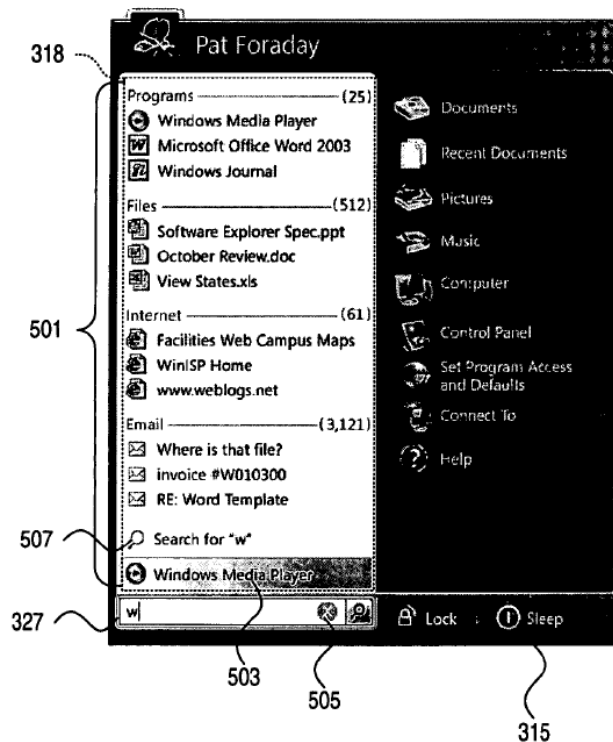 Pat Foraday
318
Programs (25)
Windows Media Player
Microsoft Office Word 2003
Windows Journal
Files (512)
Software Explorer Spec.ppt
October Review.doc
View States.xls
501
Internet (61)
Facilities Web Campus Maps
WinISP Home
www.weblogs.net
Email (3,121)
Where is that file?
invoice #W010300
RE: Word Template
507
Search for "w"
Windows Media Player
327
w
503
505
Documents
Recent Documents
Pictures
Music
Computer
Control Panel
Set Program Access
and Defaults
Connect To
Help
Lock
Sleep
315